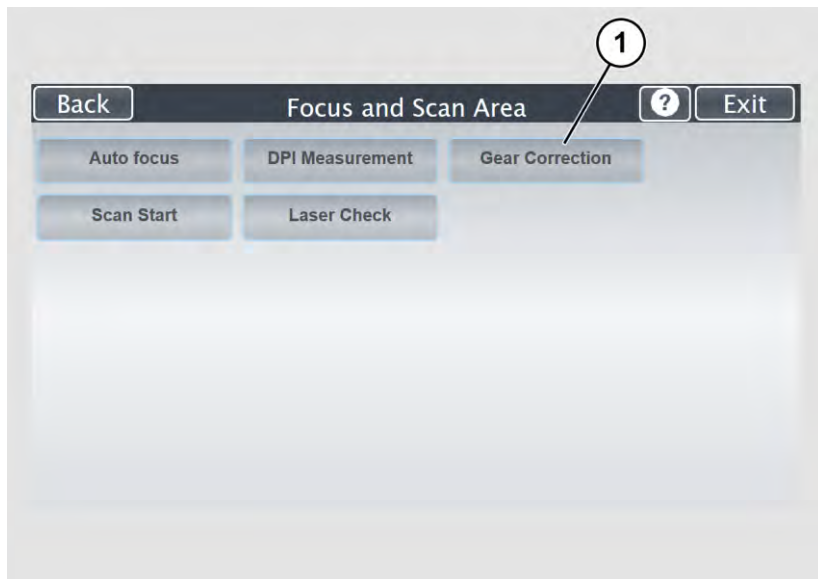 1
Back Focus and Scan Area ? Exit
Auto focus DPI Measurement Gear Correction
Scan Start Laser Check